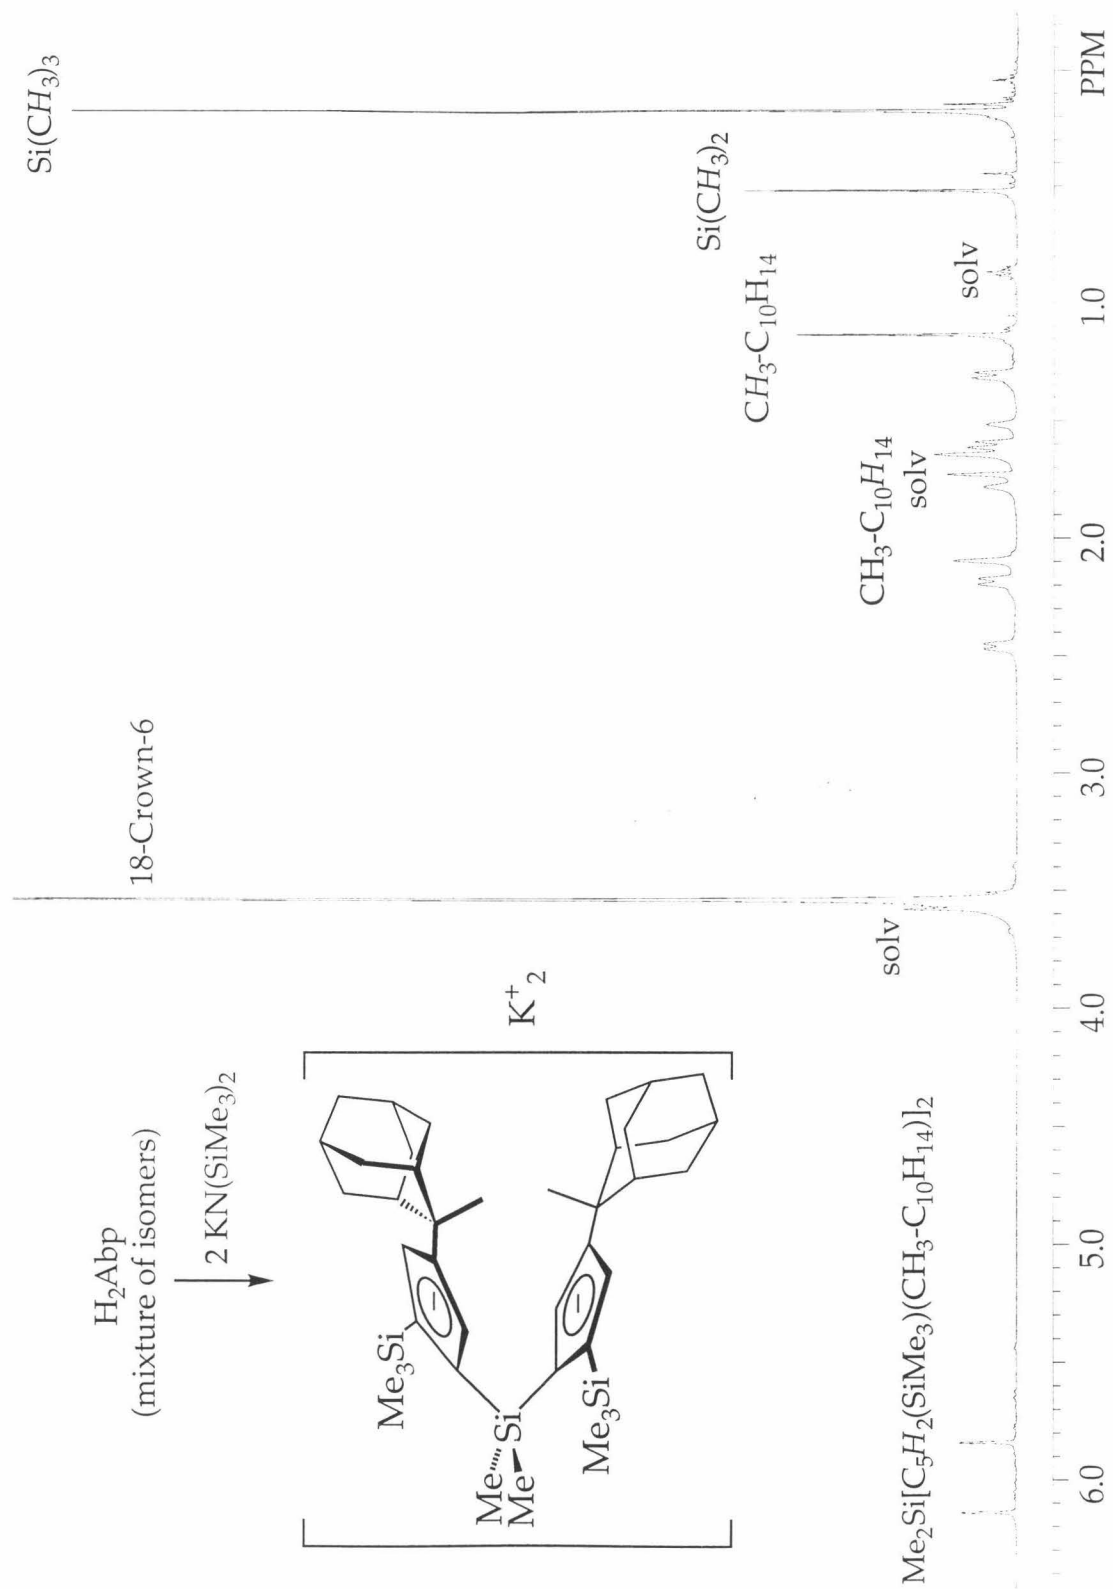 H₂Abp
(mixture of isomers)
2 KN(SiMe₃)₂
Me₃Si
Me
Me
Si
Me₃Si
K⁺₂
18-Crown-6
Si(CH₃)₃
Si(CH₃)₂
CH₃-C₁₀H₁₄
solv
CH₃-C₁₀H₁₄
solv
solv
Me₂Si[C₅H₂(SiMe₃)(CH₃-C₁₀H₁₄)]₂
6.0 5.0 4.0 3.0 2.0 1.0 PPM